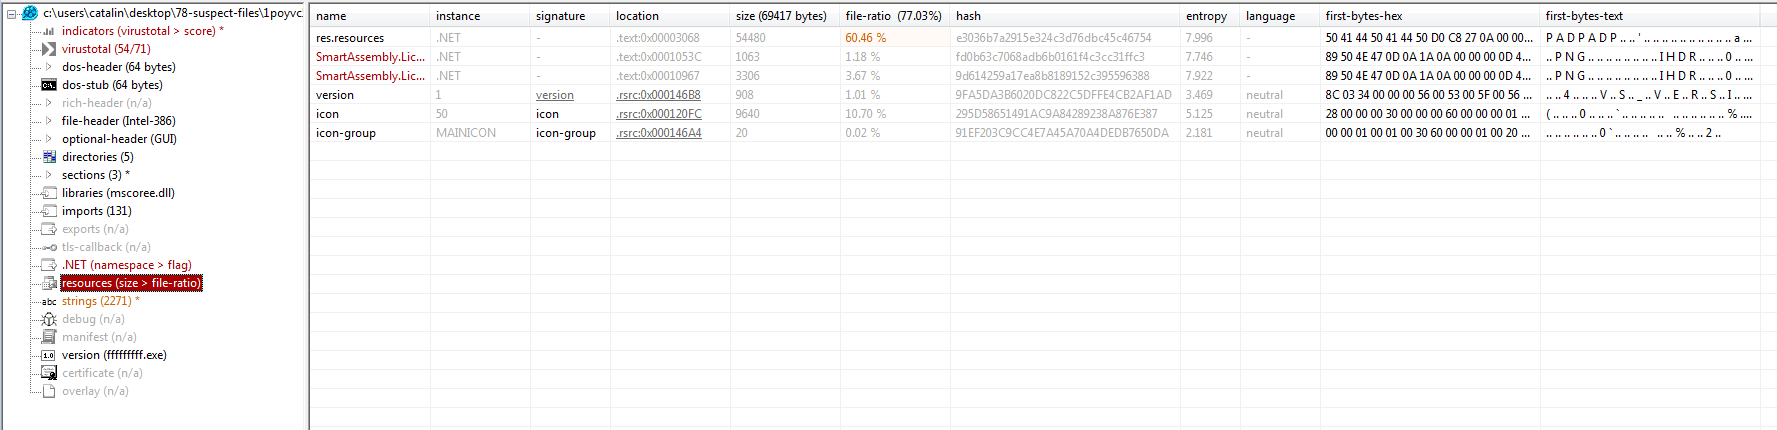 c:\users\catalin\desktop\78-suspect-files\1poyvc
indicators (virustotal > score) *
virustotal (54/71)
dos-header (64 bytes)
dos-stub (64 bytes)
rich-header (n/a)
file-header (Intel-386)
optional-header (GUI)
directories (5)
sections (3) *
libraries (mscoree.dll)
imports (131)
exports (n/a)
tls-callback (n/a)
.NET (namespace > flag)
resources (size > file-ratio)
abc strings (2271) *
debug (n/a)
manifest (n/a)
1.0 version (fffffffff.exe)
certificate (n/a)
overlay (n/a)
name instance signature location size (69417 bytes) file-ratio (77.03%) hash entropy language first-bytes-hex first-bytes-text
res.resources .NET - .text:0x00003068 54480 60.46 % e3036b7a2915e324c3d76dbc45c46754 7.996 - 50 41 44 50 41 44 50 D0 C8 27 0A 00 00... P A D P A D P . . . ' . . . . . . . . . . . . . a ...
SmartAssembly.Lic... .NET - .text:0x0001053C 1063 1.18 % fd0b63c7068adb6b0161f4c3cc31ffc3 7.746 - 89 50 4E 47 0D 0A 1A 0A 00 00 00 0D 4... . . P N G . . . . . . . . . . I H D R . . . 0 . . ...
SmartAssembly.Lic... .NET - .text:0x00010967 3306 3.67 % 9d614259a17ea8b8189152c395596388 7.922 - 89 50 4E 47 0D 0A 1A 0A 00 00 00 0D 4... . . P N G . . . . . . . . . . I H D R . . . 0 . . ...
version 1 version .rsrc:0x000146B8 908 1.01 % 9FA5DA3B6020DC822C5DFFE4CB2AF1AD 3.469 neutral 8C 03 34 00 00 00 56 00 53 00 5F 00 56 ... . . . 4 . . . V . S . _ . V . E . R . S . I . ...
icon 50 icon .rsrc:0x000120FC 9640 10.70 % 295D58651491AC9A84289238A876E387 5.125 neutral 28 00 00 00 30 00 00 00 60 00 00 00 01 ... ( . . . 0 . . . ` . . . . . . . . . . . . . . % ....
icon-group MAINICON icon-group .rsrc:0x000146A4 20 0.02 % 91EF203C9CC4E7A45A70A4DEDB7650DA 2.181 neutral 00 00 01 00 01 00 30 60 00 00 01 00 20 ... . . . . . . 0 ` . . . . . . . % . . 2 . .